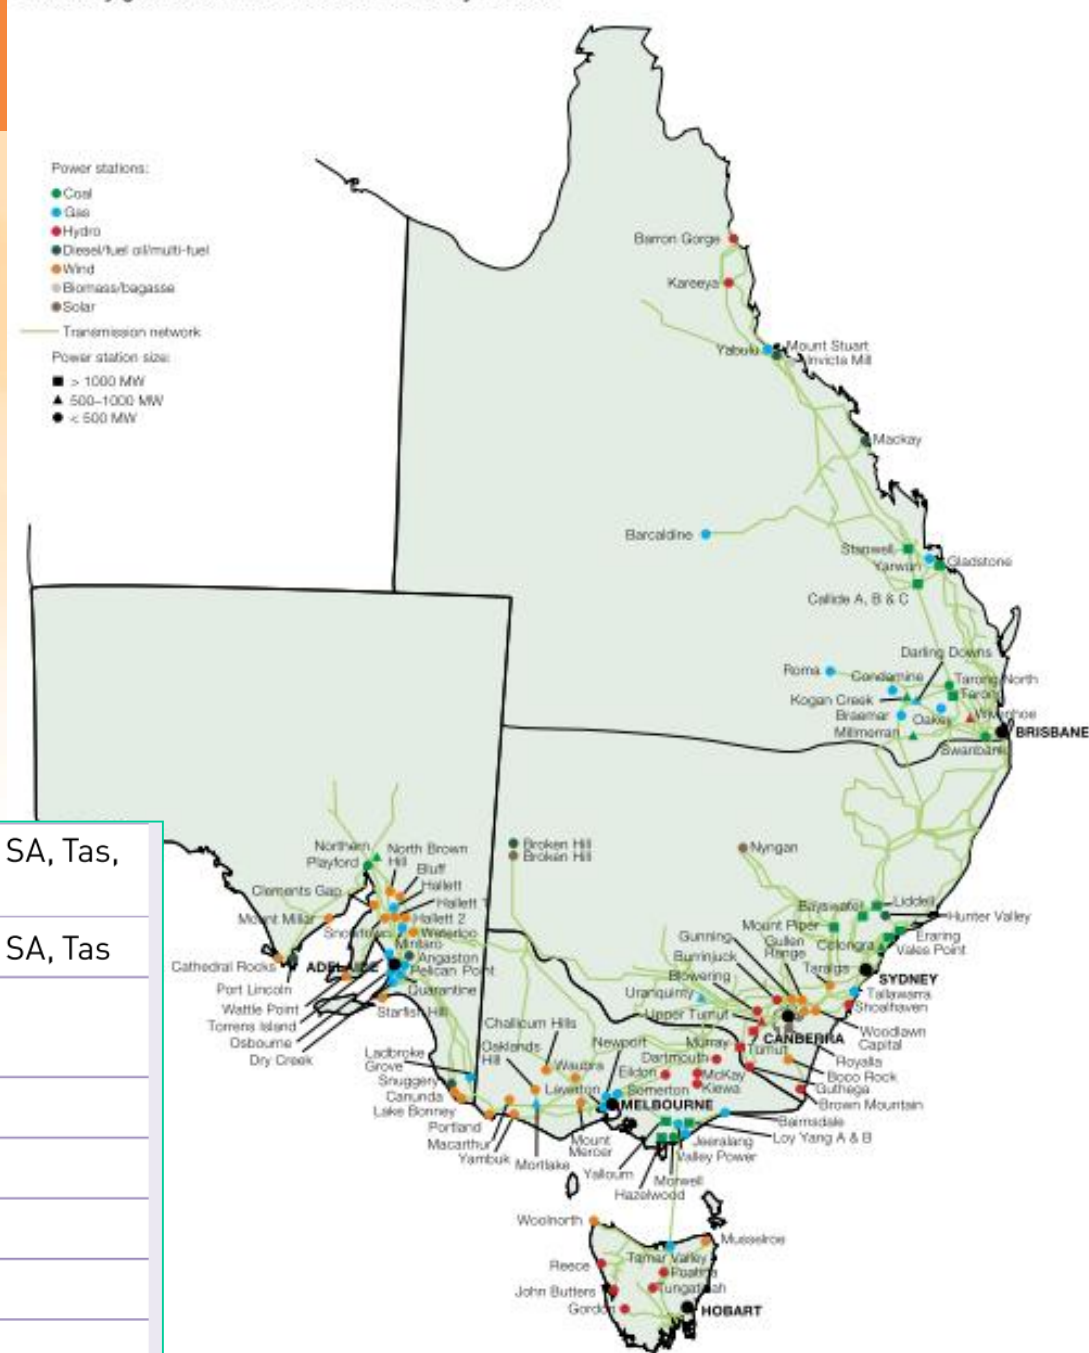 Power stations:
Coal
Gas
Hydro
Diesel/fuel oil/multi-fuel
Wind
Biomass/bagasse
Solar
Transmission network
Power station size:
> 1000 MW
500–1000 MW
< 500 MW
Barron Gorge
Kareeya
Yabulu
Mount Stuart
Invicta Mill
Mackay
Barcaldine
Stanwell
Yarwun
Gladstone
Callide A, B & C
Darling Downs
Roma
Condamine
Tarong North
Tarong
Kogan Creek
Braemar
Oakey
Wivenhoe
Millmerran
BRISBANE
Swanbank
SA, Tas,
SA, Tas
Northern
Playford
North Brown
Hill
Bluff
Clements Gap
Hallett
Hallett 1
Mount Millar
Hallett 2
Snowtown
Waterloo
Mintaro
Cathedral Rocks
ADELAIDE
Angaston
Pelican Point
Port Lincoln
Quarantine
Wattle Point
Starfish Hill
Torrens Island
Osbourne
Dry Creek
Broken Hill
Broken Hill
Nyngan
Bayswater
Liddell
Hunter Valley
Mount Piper
Eraring
Gunning
Gullen
Range
Colongra
Vales Point
Burrinjuck
Taralga
Blowering
SYDNEY
Uranquinty
Tallawarra
Shoalhaven
Upper Tumut
Woodlawn
Capital
CANBERRA
Challicum Hills
Newport
Murray
Tumut
Oaklands
Hill
Dartmouth
Royalla
Ladbroke
Grove
Waubra
Eildon
McKay
Boco Rock
Snuggery
Laverton
Somerton
Kiewa
Guthega
Canunda
MELBOURNE
Brown Mountain
Lake Bonney
Bairnsdale
Portland
Loy Yang A & B
Macarthur
Mount
Mercer
Jeeralang
Yambuk
Mortlake
Valley Power
Yallourn
Morwell
Hazelwood
Woolnorth
Musselroe
Tamar Valley
Reece
Poatina
John Butters
Tungatinah
Gordon
HOBART